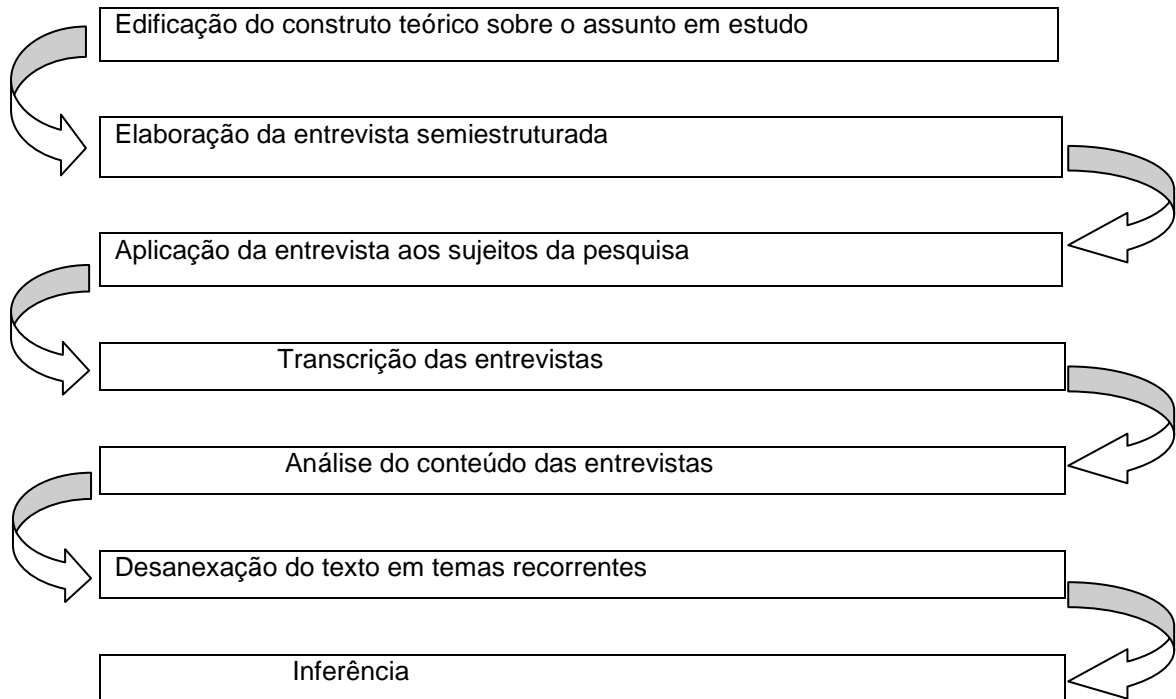 Edificação do construto teórico sobre o assunto em estudo
Elaboração da entrevista semiestruturada
Aplicação da entrevista aos sujeitos da pesquisa
Transcrição das entrevistas
Análise do conteúdo das entrevistas
Desanexação do texto em temas recorrentes
Inferência